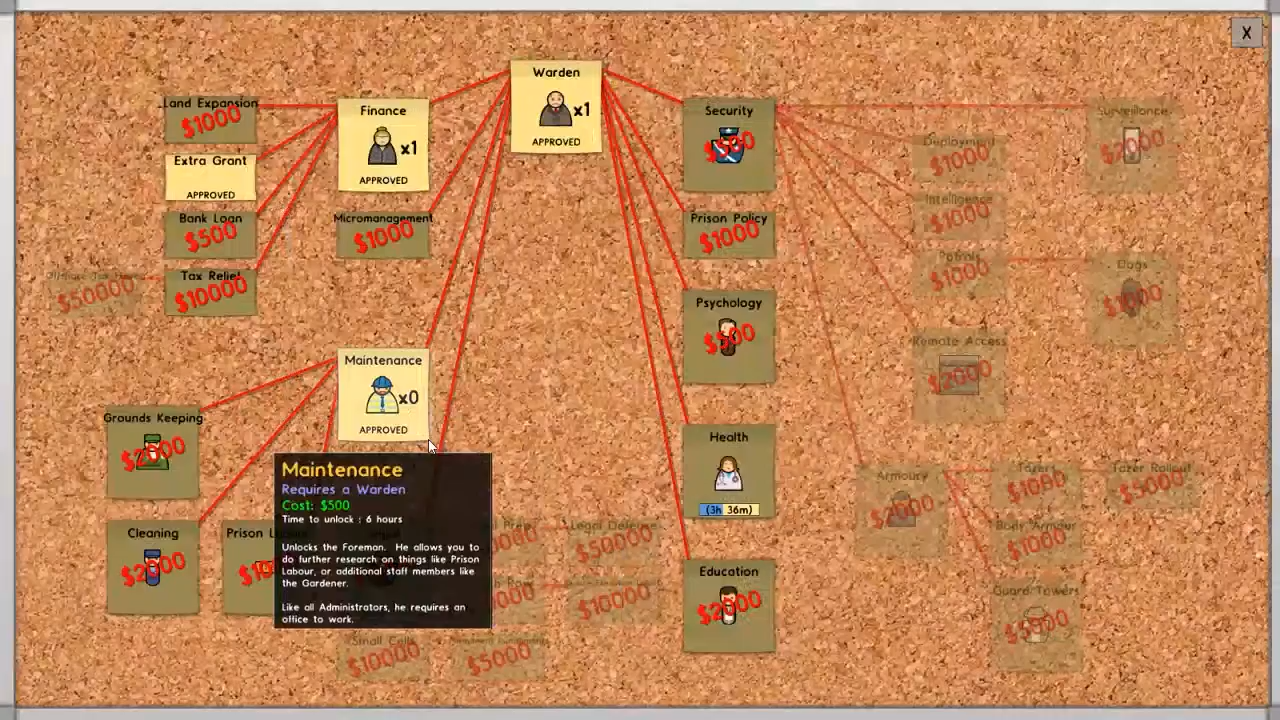 X
Warden
x1
APPROVED
Land Expansion
$1000
Finance
x1
APPROVED
Extra Grant
APPROVED
Bank Loan
$500
Micromanagement
$1000
Tax Relief
$10000
$50000
Security
$500
Prison Policy
$1000
Psychology
$500
Health
(3h 36m)
Education
$2000
Surveillance
$2000
Deployment
$1000
Intelligence
$1000
Patrols
$1000
Dogs
Remote Access
$2000
Armoury
$2000
Tazers
$1000
Tazer Rollout
$5000
Body Armour
$1000
Guard Towers
$5000
Maintenance
x0
APPROVED
Grounds Keeping
$2000
Cleaning
$2000
Prison
Maintenance
Requires a Warden
Cost: $500
Time to unlock : 6 hours
Unlocks the Foreman. He allows you to
do further research on things like Prison
Labour, or additional staff members like
the Gardener.
Like all Administrators, he requires an
office to work.
Legal Defense
$50000
$10000
Small Cells
$10000
$5000